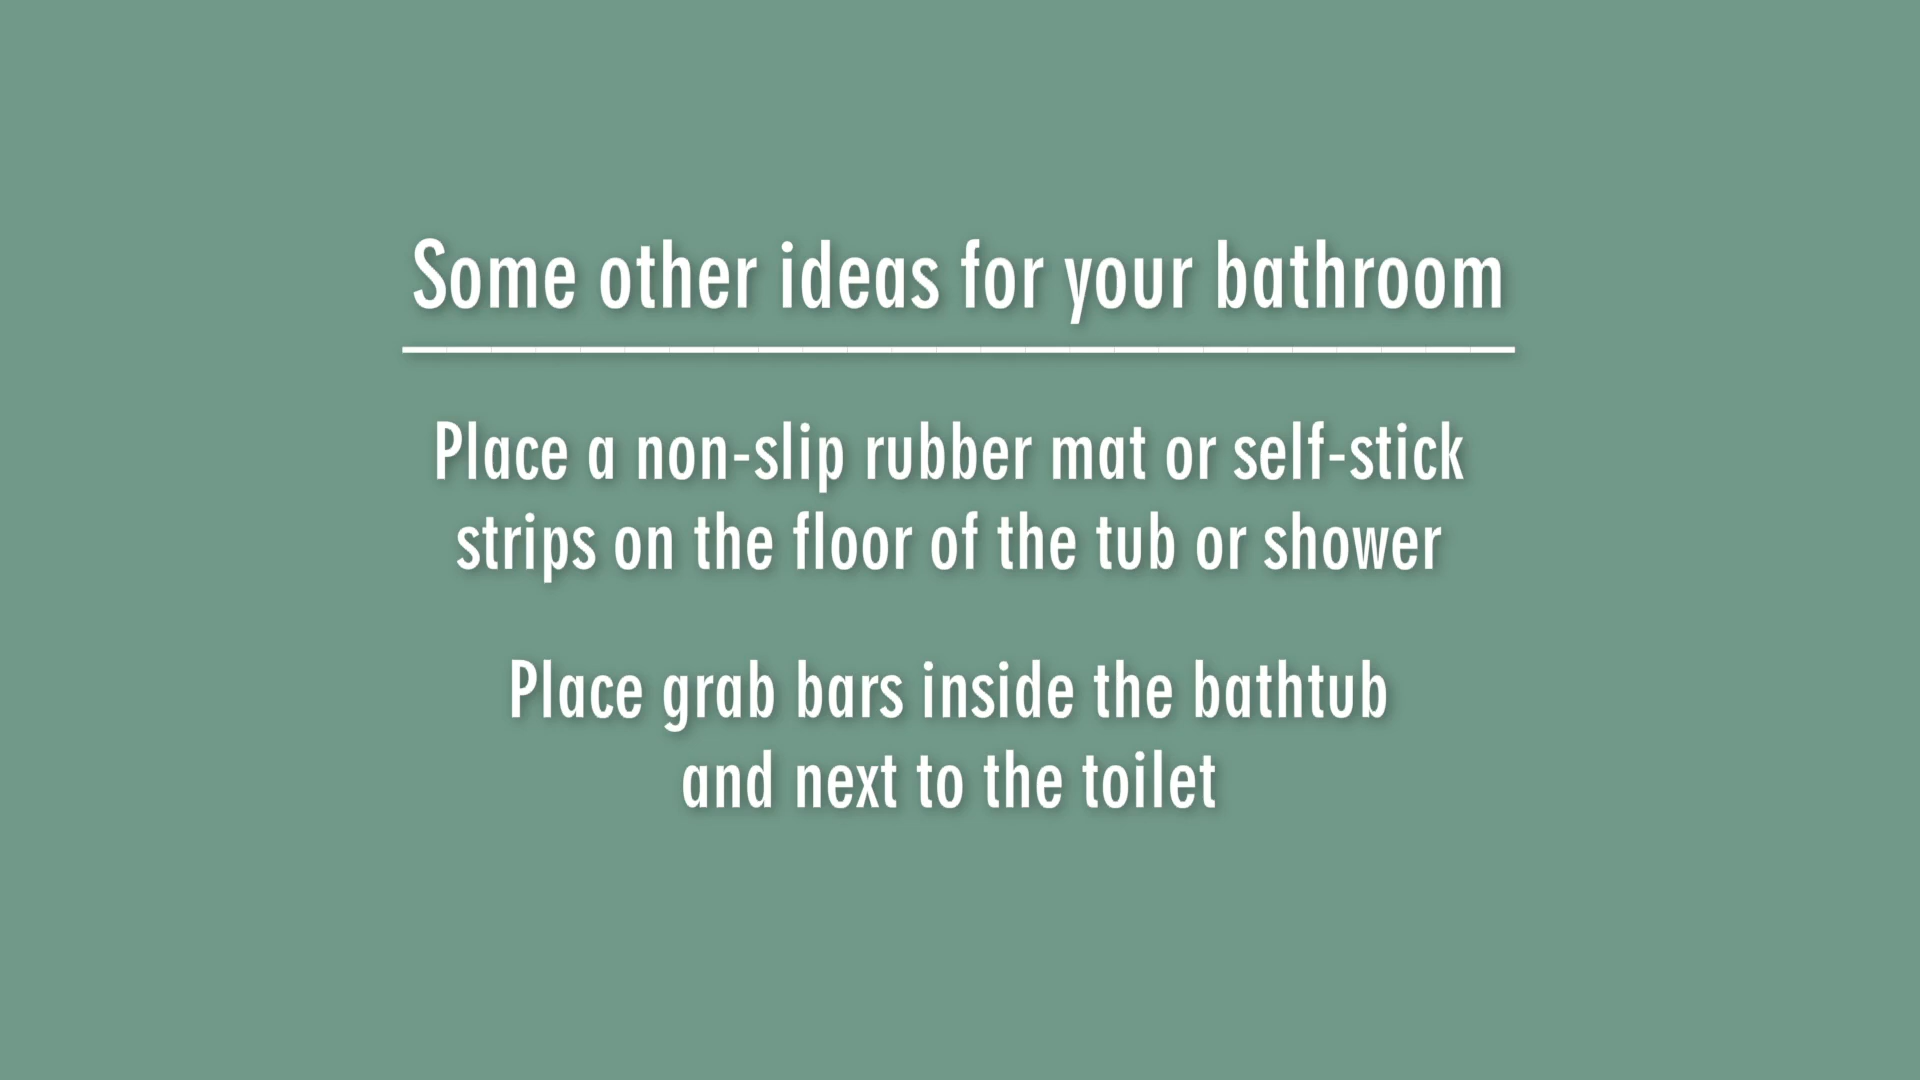 Some other ideas for your bathroom
Place a non-slip rubber mat or self-stick
strips on the floor of the tub or shower
Place grab bars inside the bathtub
and next to the toilet